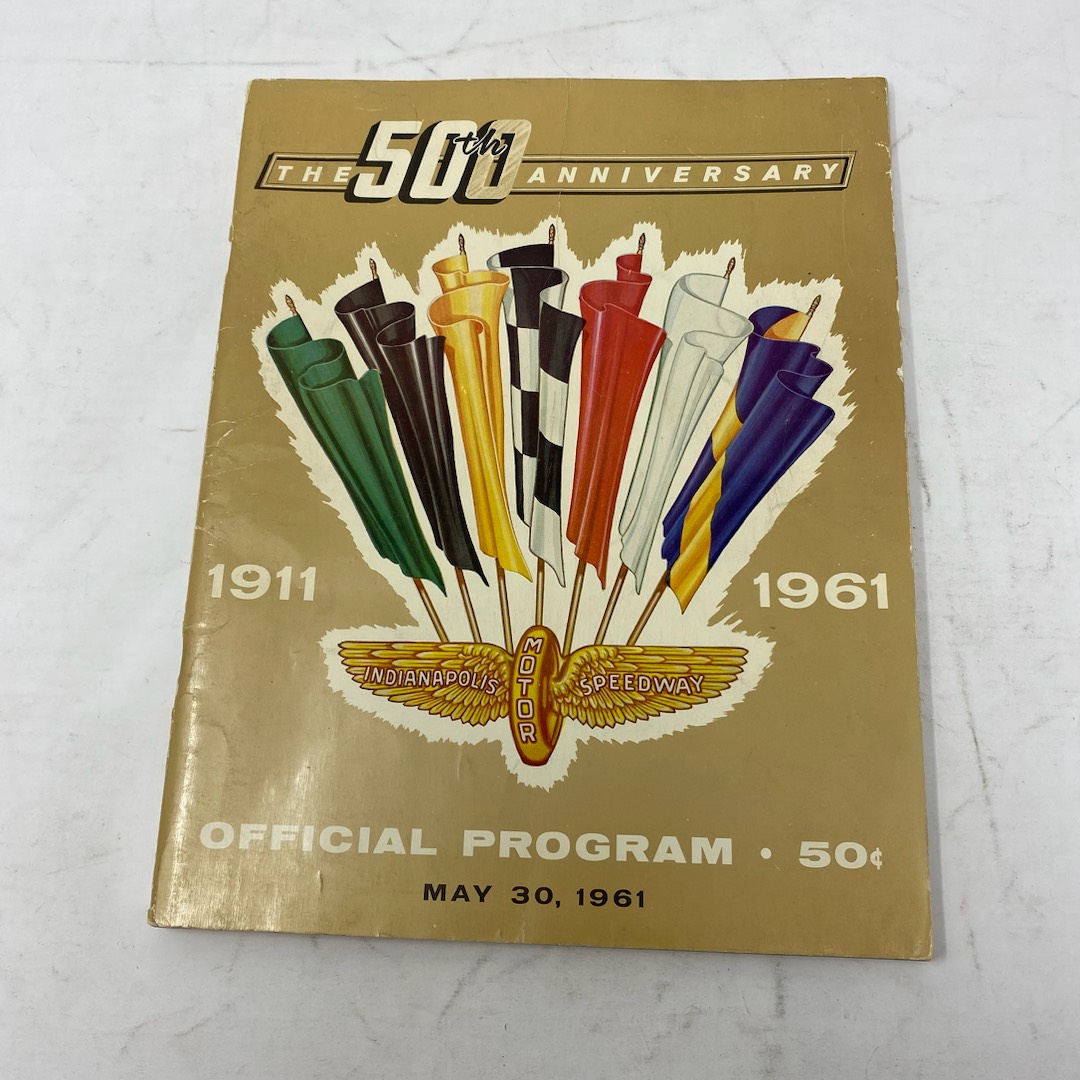 THE 50th ANNIVERSARY
1911
1961
INDIANAPOLIS MOTOR SPEEDWAY
OFFICIAL PROGRAM • 50¢
MAY 30, 1961